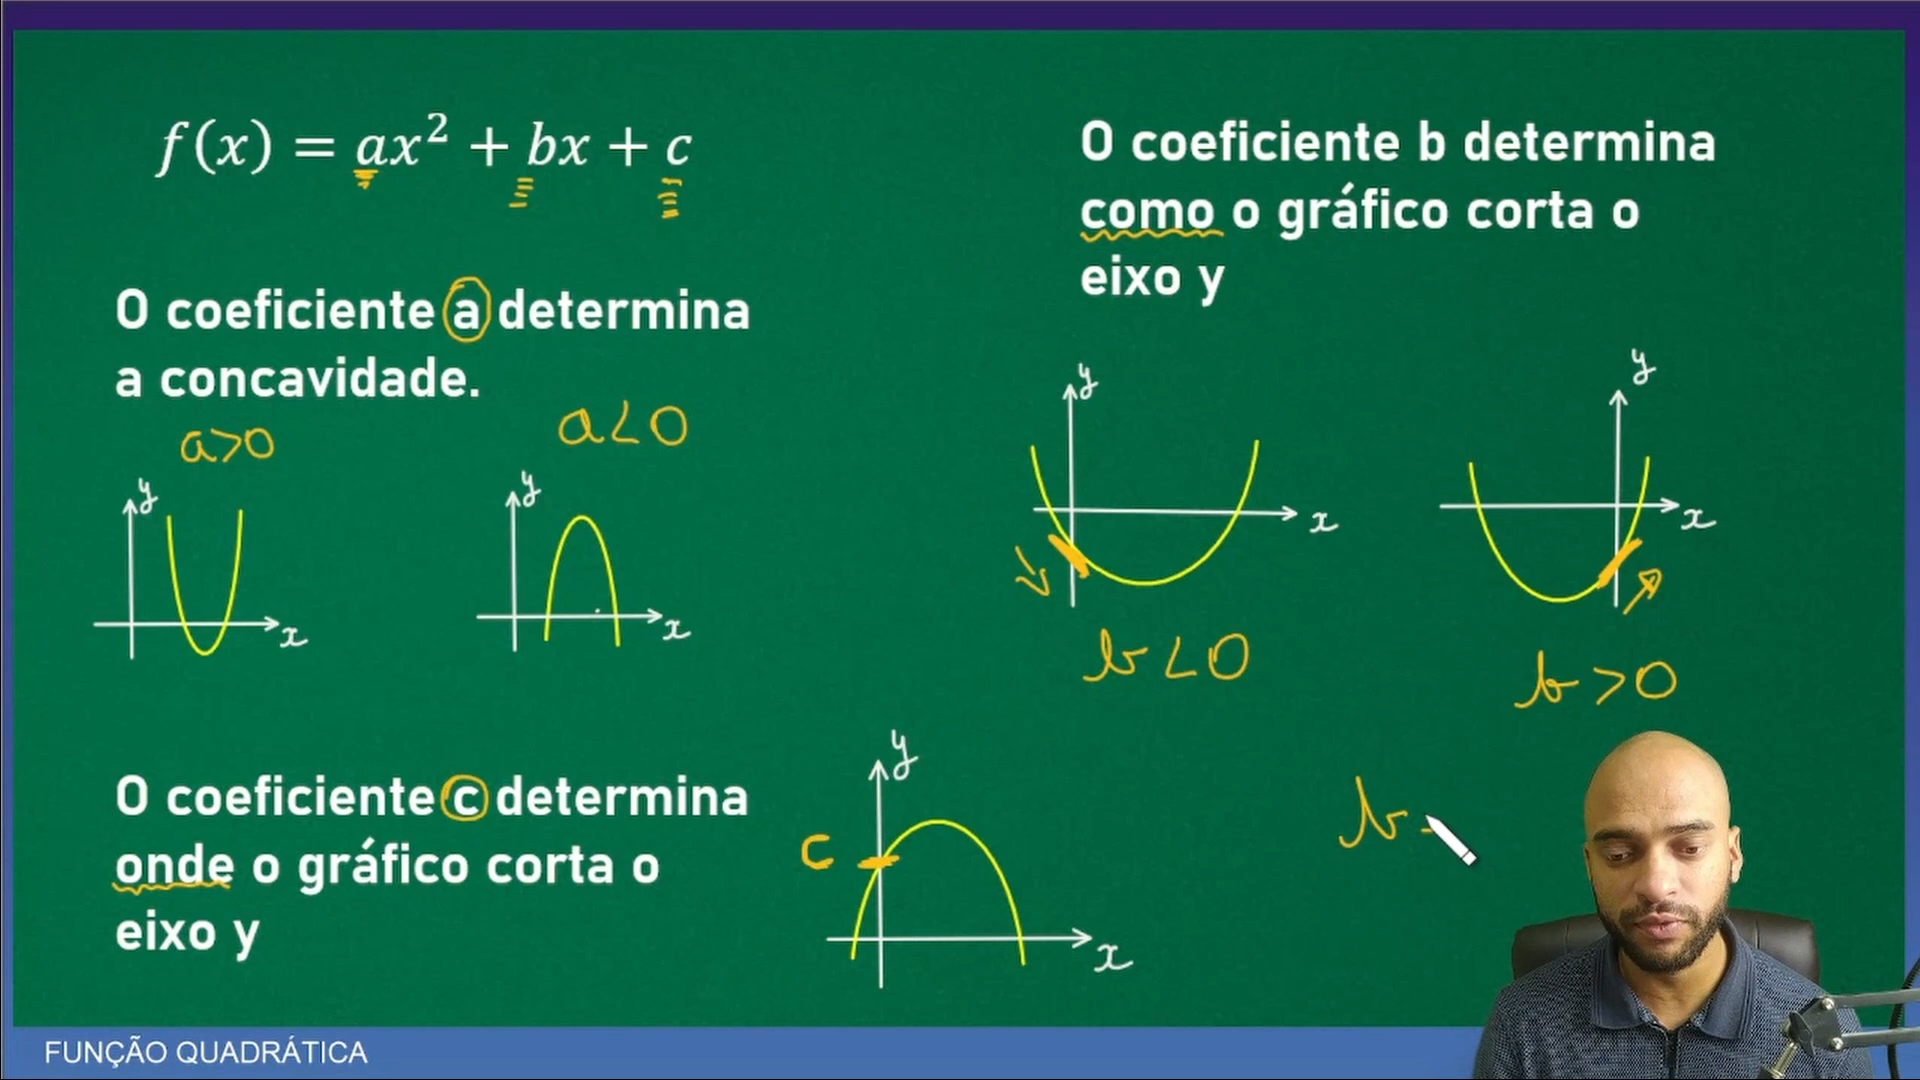 f(x) = ax² + bx + c
O coeficiente a determina
a concavidade.
a>0
a<0
y
x
y
x
O coeficiente c determina
onde o gráfico corta o
eixo y
y
c
x
O coeficiente b determina
como o gráfico corta o
eixo y
y
x
b<0
y
x
b>0
b-
FUNÇÃO QUADRÁTICA